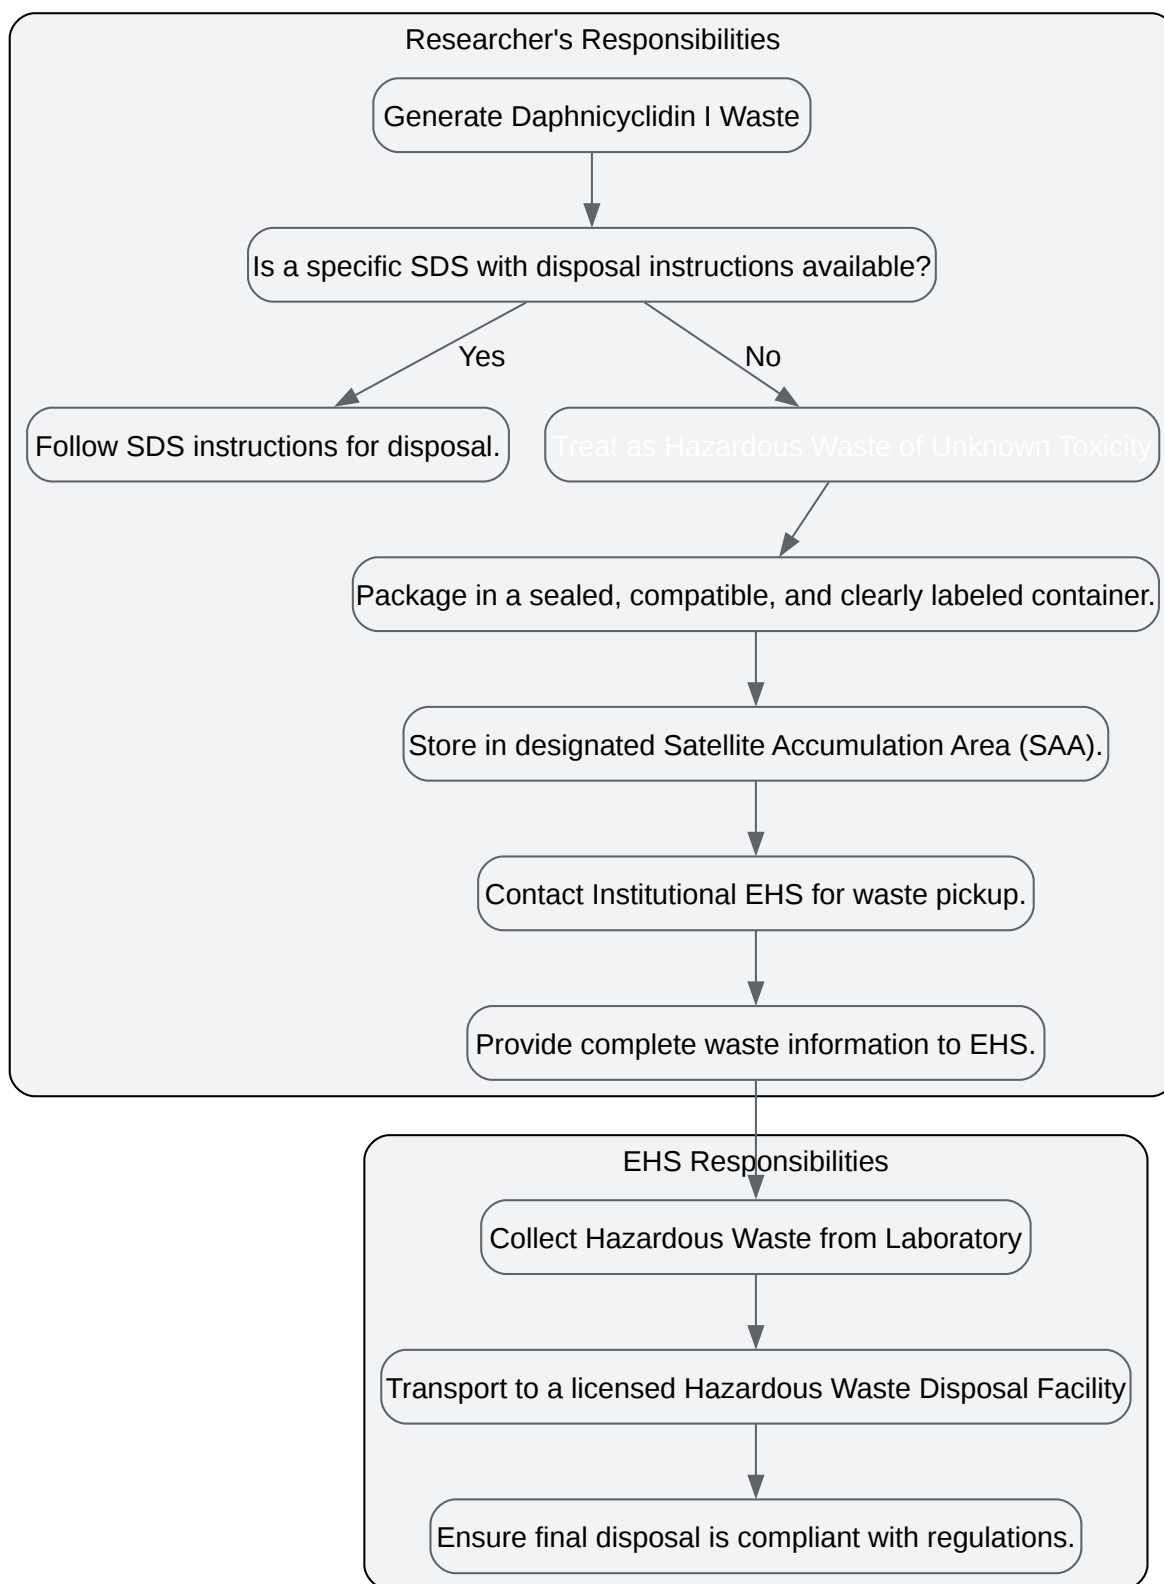 Researcher's Responsibilities
Generate Daphnicyclidin I Waste
Is a specific SDS with disposal instructions available?
Yes
No
Follow SDS instructions for disposal.
Treat as Hazardous Waste of Unknown Toxicity
Package in a sealed, compatible, and clearly labeled container.
Store in designated Satellite Accumulation Area (SAA).
Contact Institutional EHS for waste pickup.
Provide complete waste information to EHS.
EHS Responsibilities
Collect Hazardous Waste from Laboratory
Transport to a licensed Hazardous Waste Disposal Facility
Ensure final disposal is compliant with regulations.